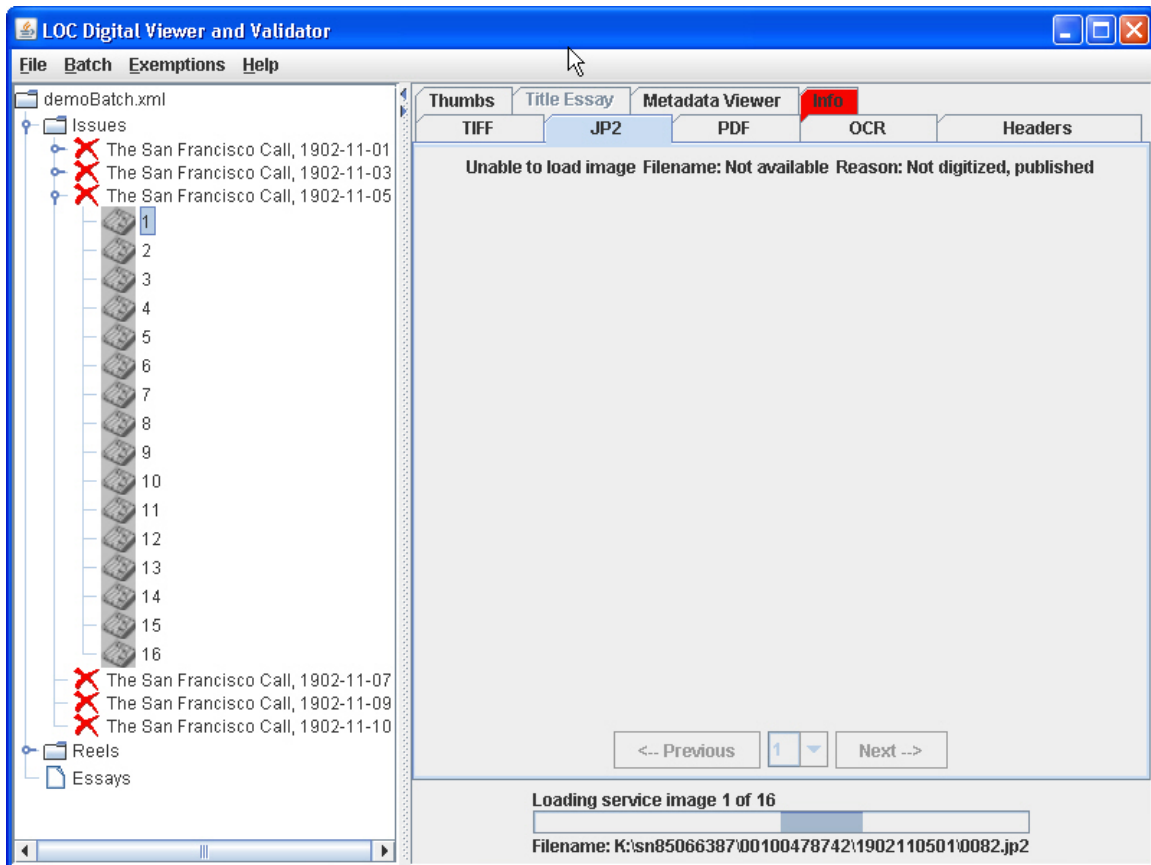 LOC Digital Viewer and Validator
File Batch Exemptions Help
demoBatch.xml
Issues
The San Francisco Call, 1902-11-01
The San Francisco Call, 1902-11-03
The San Francisco Call, 1902-11-05
1
2
3
4
5
6
7
8
9
10
11
12
13
14
15
16
The San Francisco Call, 1902-11-07
The San Francisco Call, 1902-11-09
The San Francisco Call, 1902-11-10
Reels
Essays
Thumbs Title Essay Metadata Viewer Info
TIFF JP2 PDF OCR Headers
Unable to load image Filename: Not available Reason: Not digitized, published
<-- Previous 1 Next -->
Loading service image 1 of 16
Filename: K:\sn85066387\00100478742\1902110501\0082.jp2